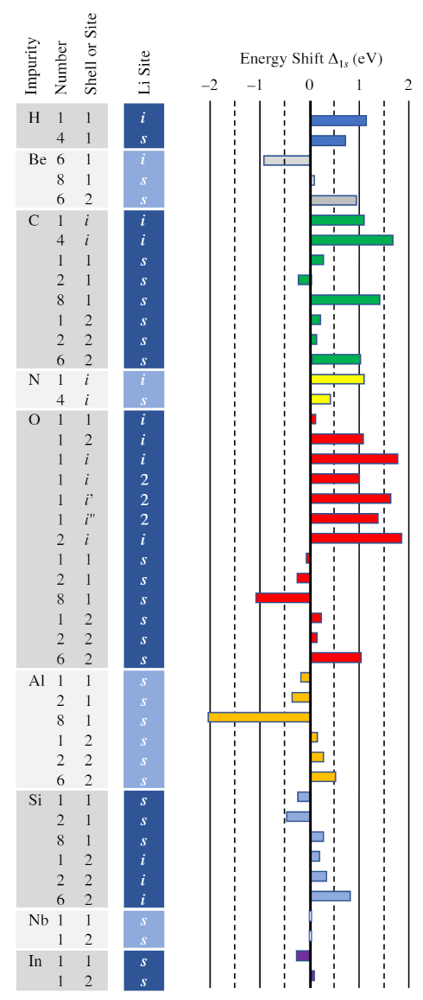 Impurity Number Shell or Site Li Site
Energy Shift Δ1s (eV)
−2 −1 0 1 2
H 1 1 i
4 1 s
Be 6 1 i
8 1 s
6 2 s
C 1 i i
4 i i
1 1 s
2 1 s
8 1 s
1 2 s
2 2 s
6 2 s
N 1 i i
4 i s
O 1 1 i
1 2 i
1 i i
1 i 2
1 i’ 2
1 i" 2
2 i i
1 1 s
2 1 s
8 1 s
1 2 s
2 2 s
6 2 s
Al 1 1 s
2 1 s
8 1 s
1 2 s
2 2 s
6 2 s
Si 1 1 s
2 1 s
8 1 s
1 2 i
2 2 i
6 2 i
Nb 1 1 s
1 2 s
In 1 1 s
1 2 s